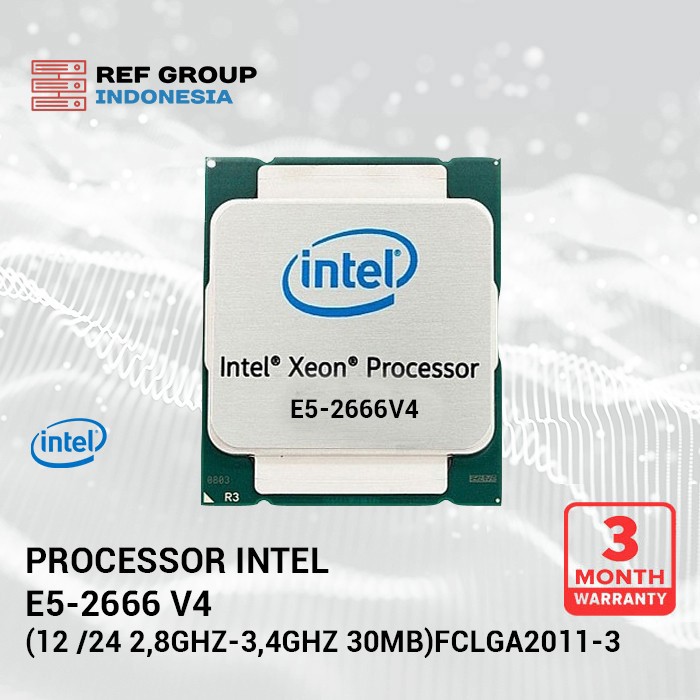 REF GROUP
INDONESIA
intel
Intel® Xeon® Processor
E5-2666V4
intel
0803
R3
PROCESSOR INTEL
E5-2666 V4
(12 /24 2,8GHZ-3,4GHZ 30MB)FCLGA2011-3
3
MONTH
WARRANTY